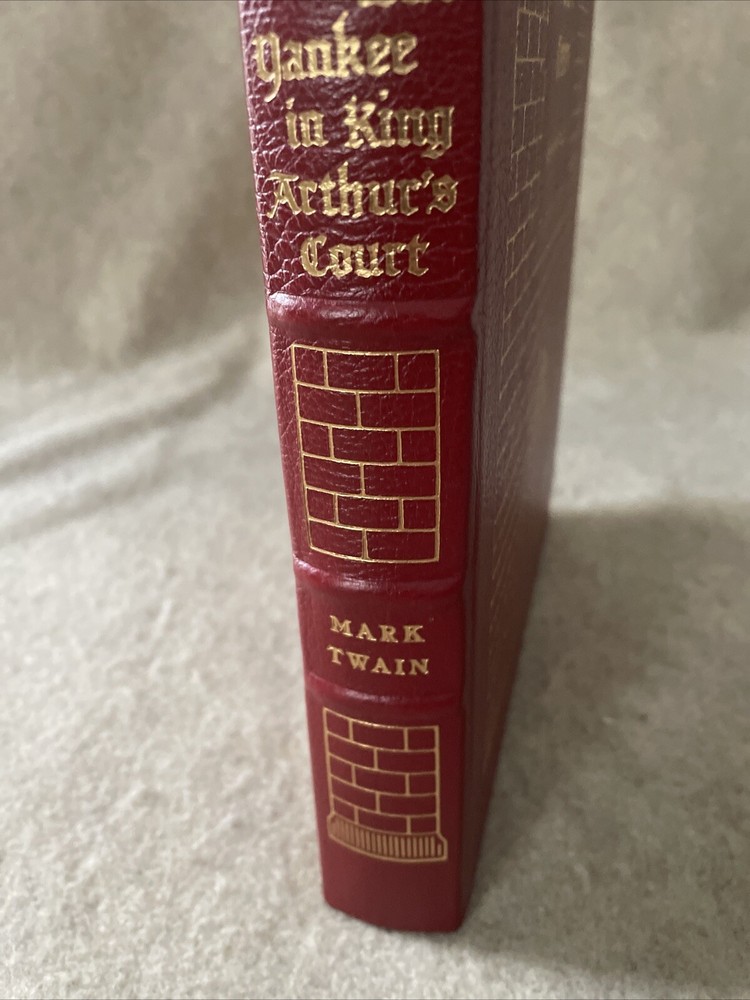 Yankee
in King
Arthur's
Court
MARK
TWAIN